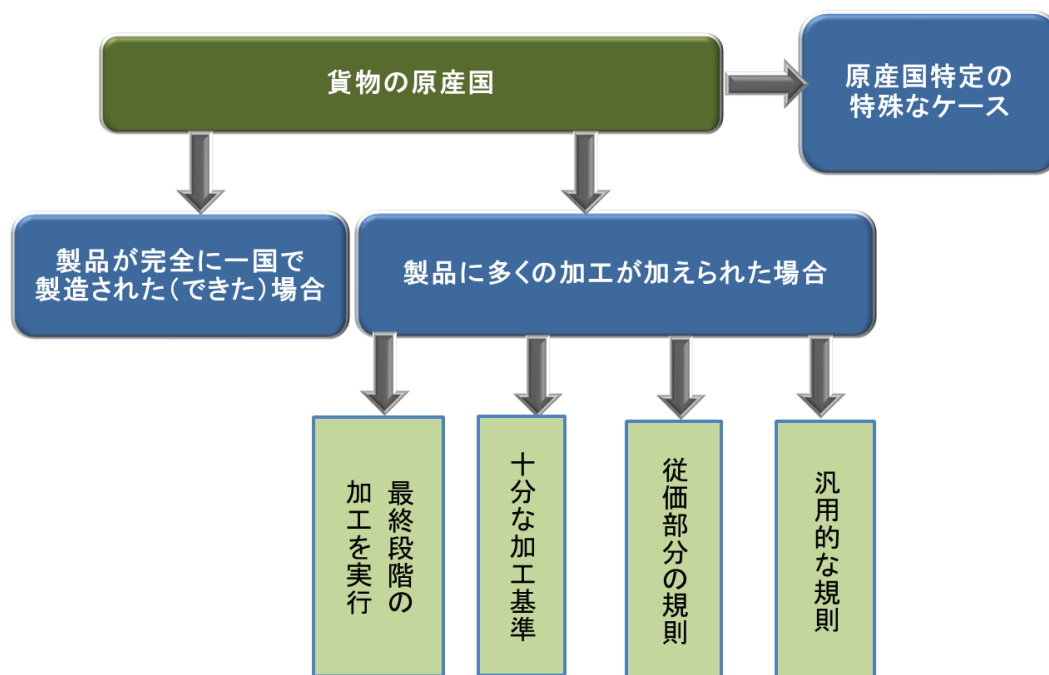 貨物の原産国
原産国特定の
特殊なケース
製品が完全に一国で
製造された(できた)場合
製品に多くの加工が加えられた場合
最終段階の
加工を実行
十分な加工基準
従価部分の規則
汎用的な規則